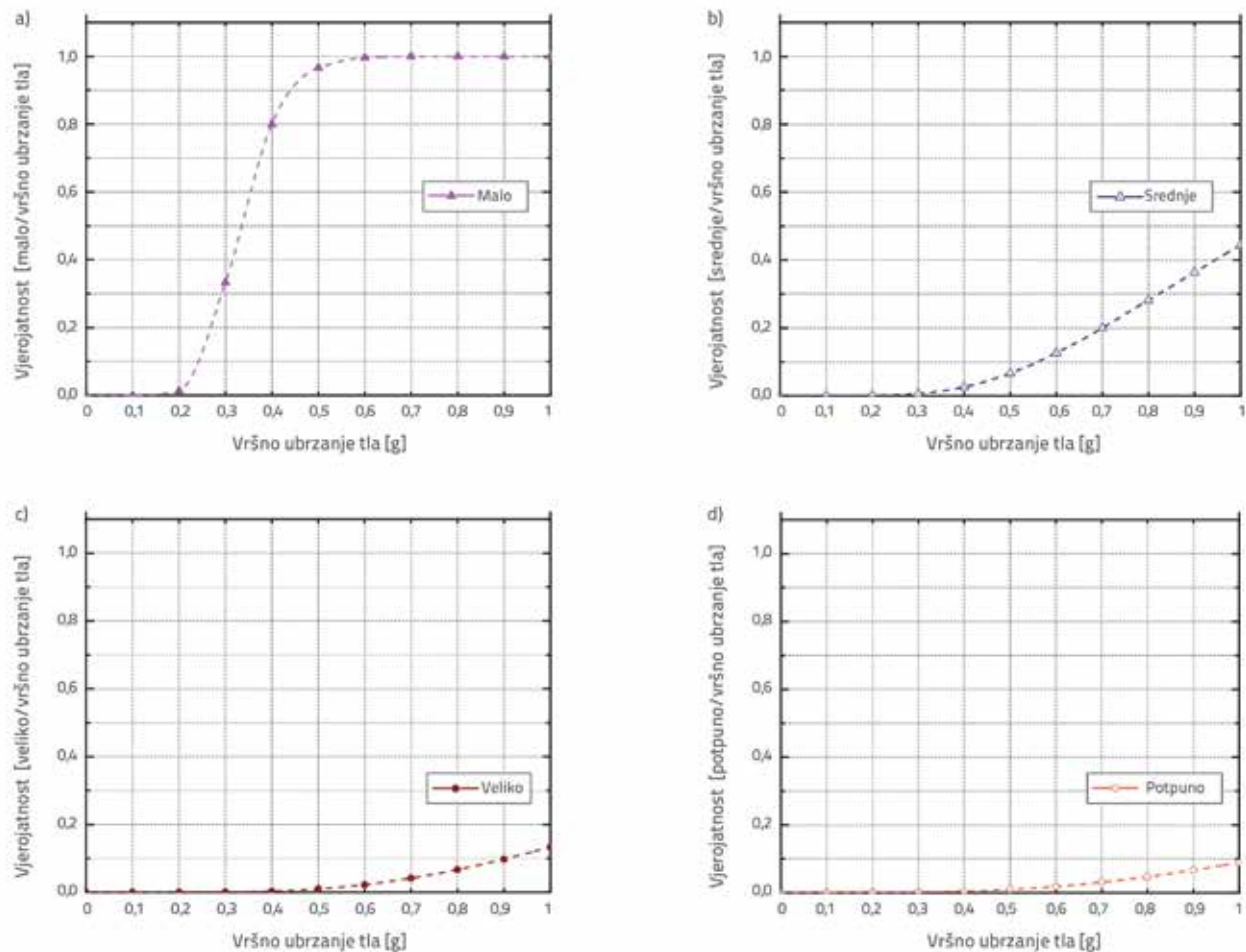 a)
Vjerojatnost [malo/vršno ubrzanje tla]
1,0
0,8
0,6
0,4
0,2
0,0
Malo
0 0,1 0,2 0,3 0,4 0,5 0,6 0,7 0,8 0,9 1
Vršno ubrzanje tla [g]
b)
Vjerojatnost [srednje/vršno ubrzanje tla]
1,0
0,8
0,6
0,4
0,2
0,0
Srednje
0 0,1 0,2 0,3 0,4 0,5 0,6 0,7 0,8 0,9 1
Vršno ubrzanje tla [g]
c)
Vjerojatnost [veliko/vršno ubrzanje tla]
1,0
0,8
0,6
0,4
0,2
0,0
Veliko
0 0,1 0,2 0,3 0,4 0,5 0,6 0,7 0,8 0,9 1
Vršno ubrzanje tla [g]
d)
Vjerojatnost [potpuno/vršno ubrzanje tla]
1,0
0,8
0,6
0,4
0,2
0,0
Potpuno
0 0,1 0,2 0,3 0,4 0,5 0,6 0,7 0,8 0,9 1
Vršno ubrzanje tla [g]